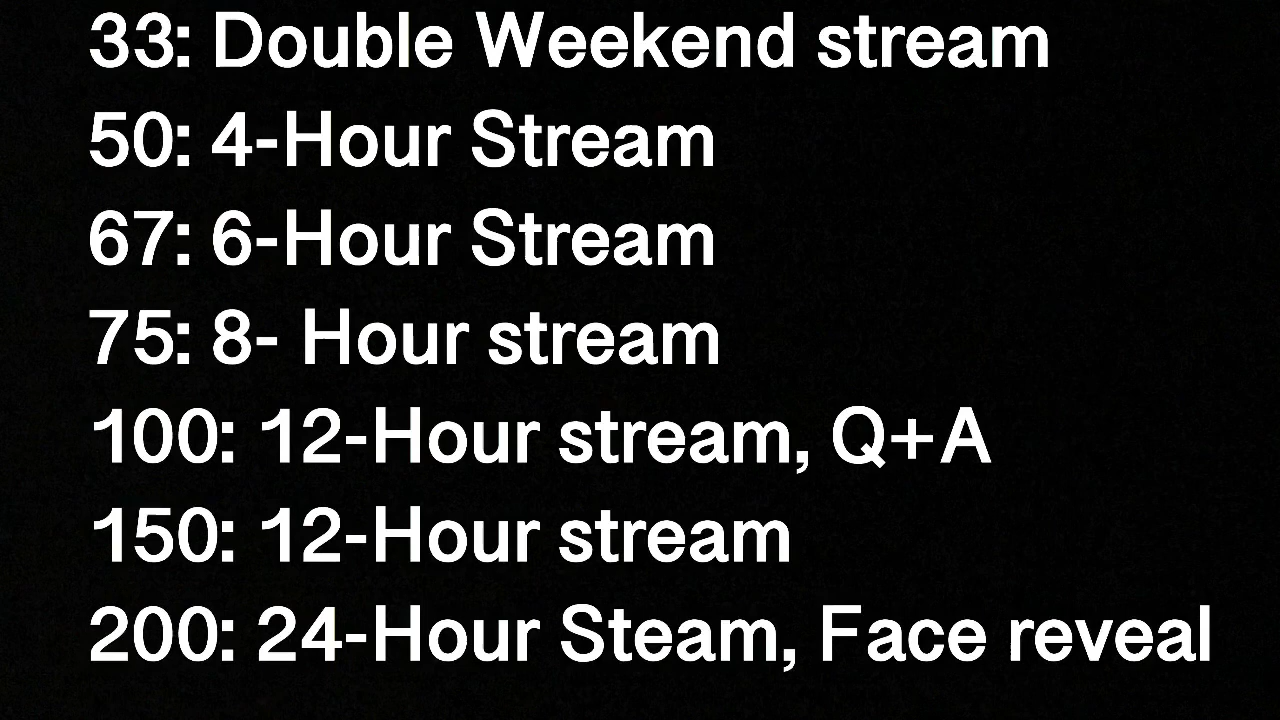 33: Double Weekend stream
50: 4-Hour Stream
67: 6-Hour Stream
75: 8- Hour stream
100: 12-Hour stream, Q+A
150: 12-Hour stream
200: 24-Hour Steam, Face reveal